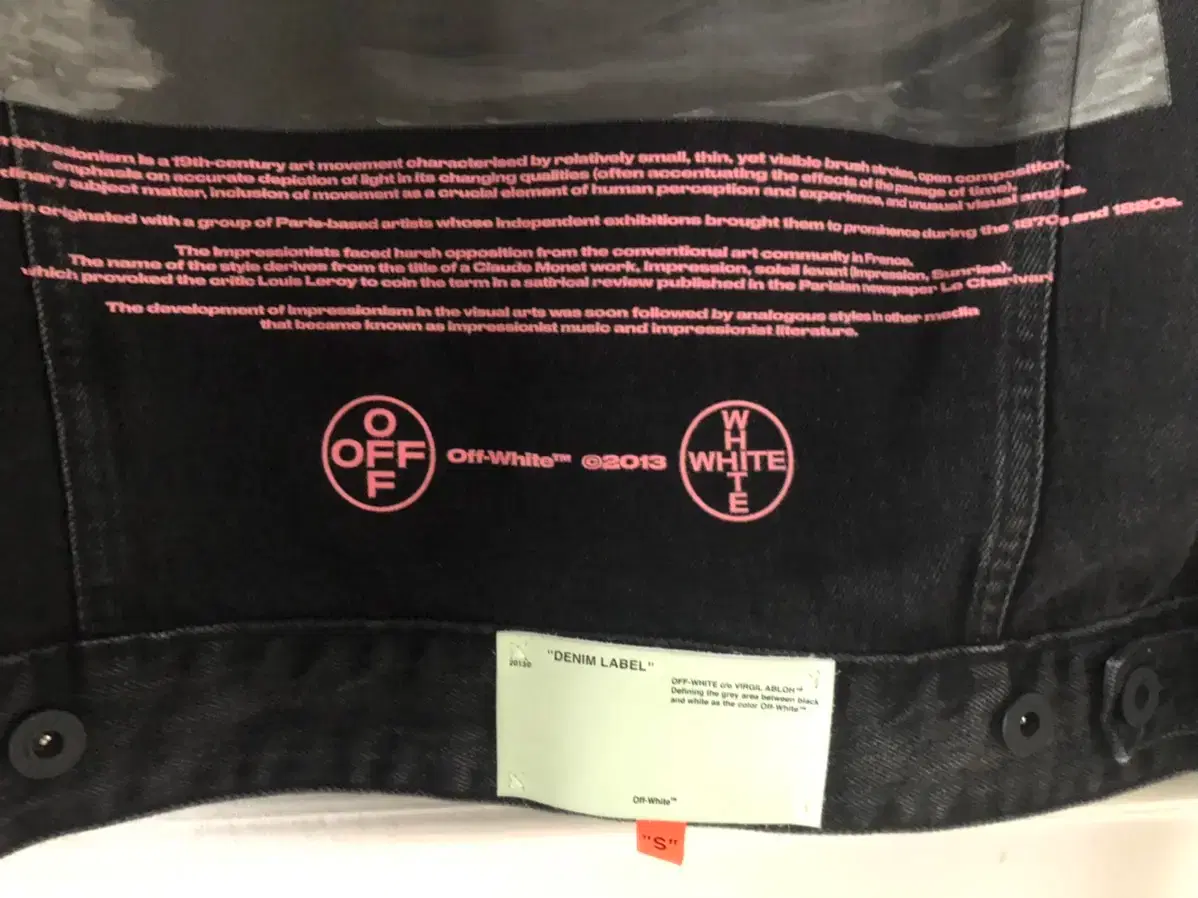 Impressionism is a 19th-century art movement characterised by relatively small, thin, yet visible brush strokes, open composition,
emphasis on accurate depiction of light in its changing qualities (often accentuating the effects of the passage of time),
subject matter, inclusion of movement as a crucial element of human perception and experience, and unusual visual angles.
originated with a group of Paris-based artists whose independent exhibitions brought them to prominence during the 1870s and 1880s.
The Impressionists faced harsh opposition from the conventional art community in France.
The name of the style derives from the title of a Claude Monet work, Impression, soleil levant (Impression, Sunrise),
which provoked the critic Louis Leroy to coin the term in a satirical review published in the Parisian newspaper Le Charivari
The development of Impressionism in the visual arts was soon followed by analogous styles in other media
that became known as impressionist music and impressionist literature.
OFF
OFF
Off-White™ ©2013
WHITE
WHITE
"DENIM LABEL"
OFF-WHITE c/o VIRGIL ABLOH™
Defining the grey area between black
and white as the color Off-White™
Off-White™
"S"